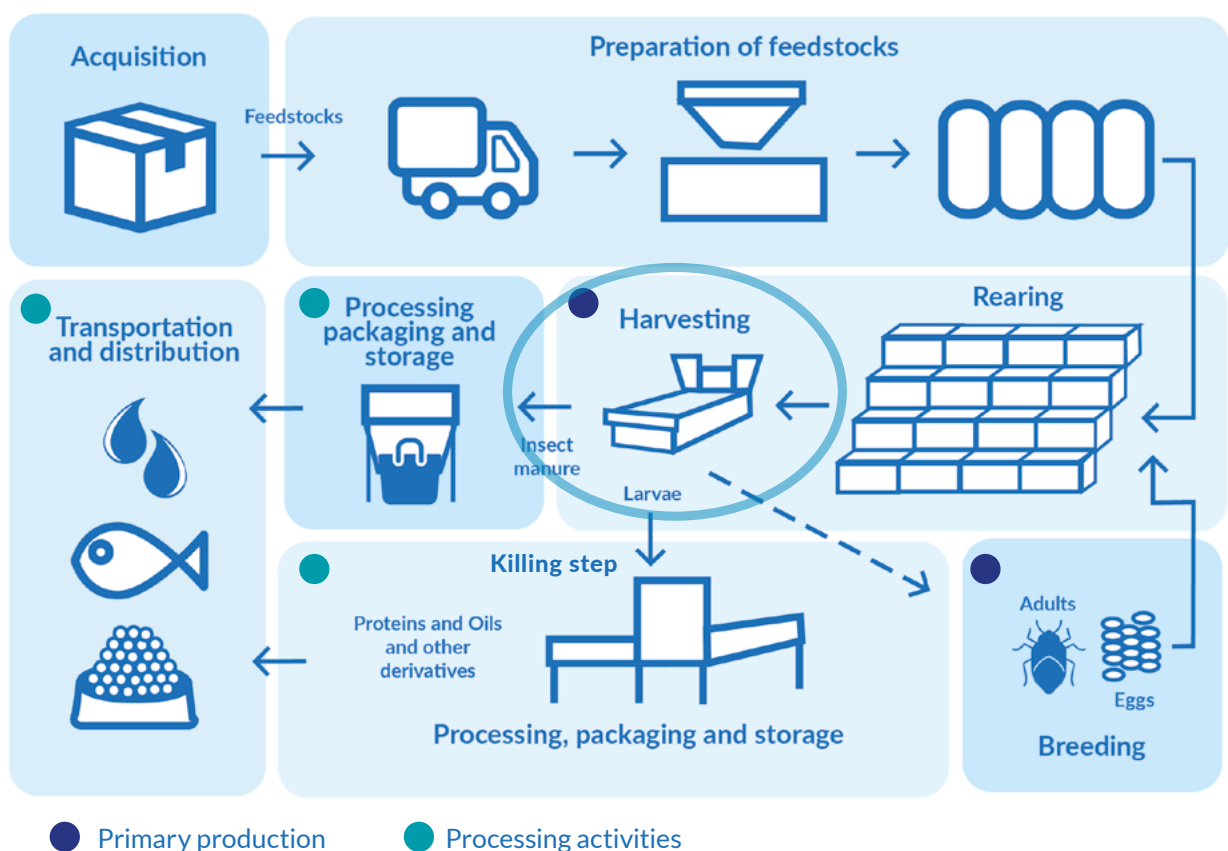 Acquisition
Feedstocks
Preparation of feedstocks
Transportation
and distribution
Processing
packaging and
storage
Harvesting
Rearing
Insect
manure
Larvae
Killing step
Proteins and Oils
and other
derivatives
Processing, packaging and storage
Adults
Eggs
Breeding
Primary production
Processing activities